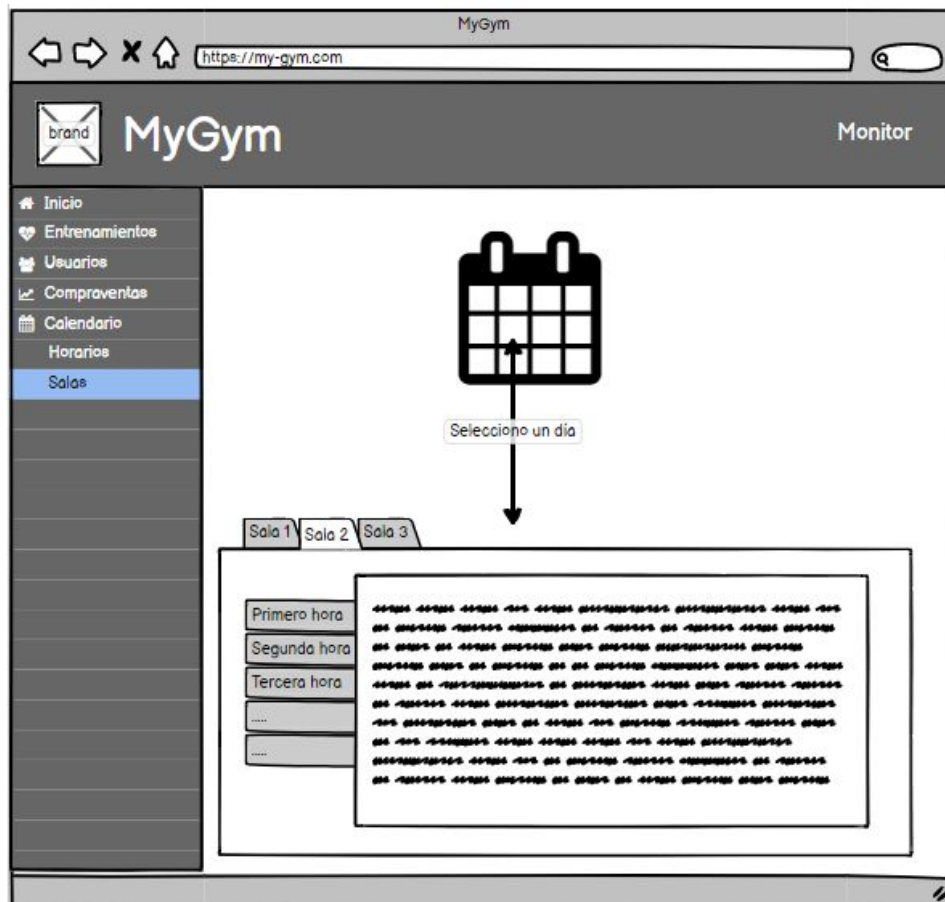 MyGym
https://my-gym.com
brand
MyGym
Monitor
Inicio
Entrenamientos
Usuarios
Compraventas
Calendario
Horarios
Salas
Selecciono un día
Sala 1
Sala 2
Sala 3
Primero hora
Segunda hora
Tercera hora
.....
.....